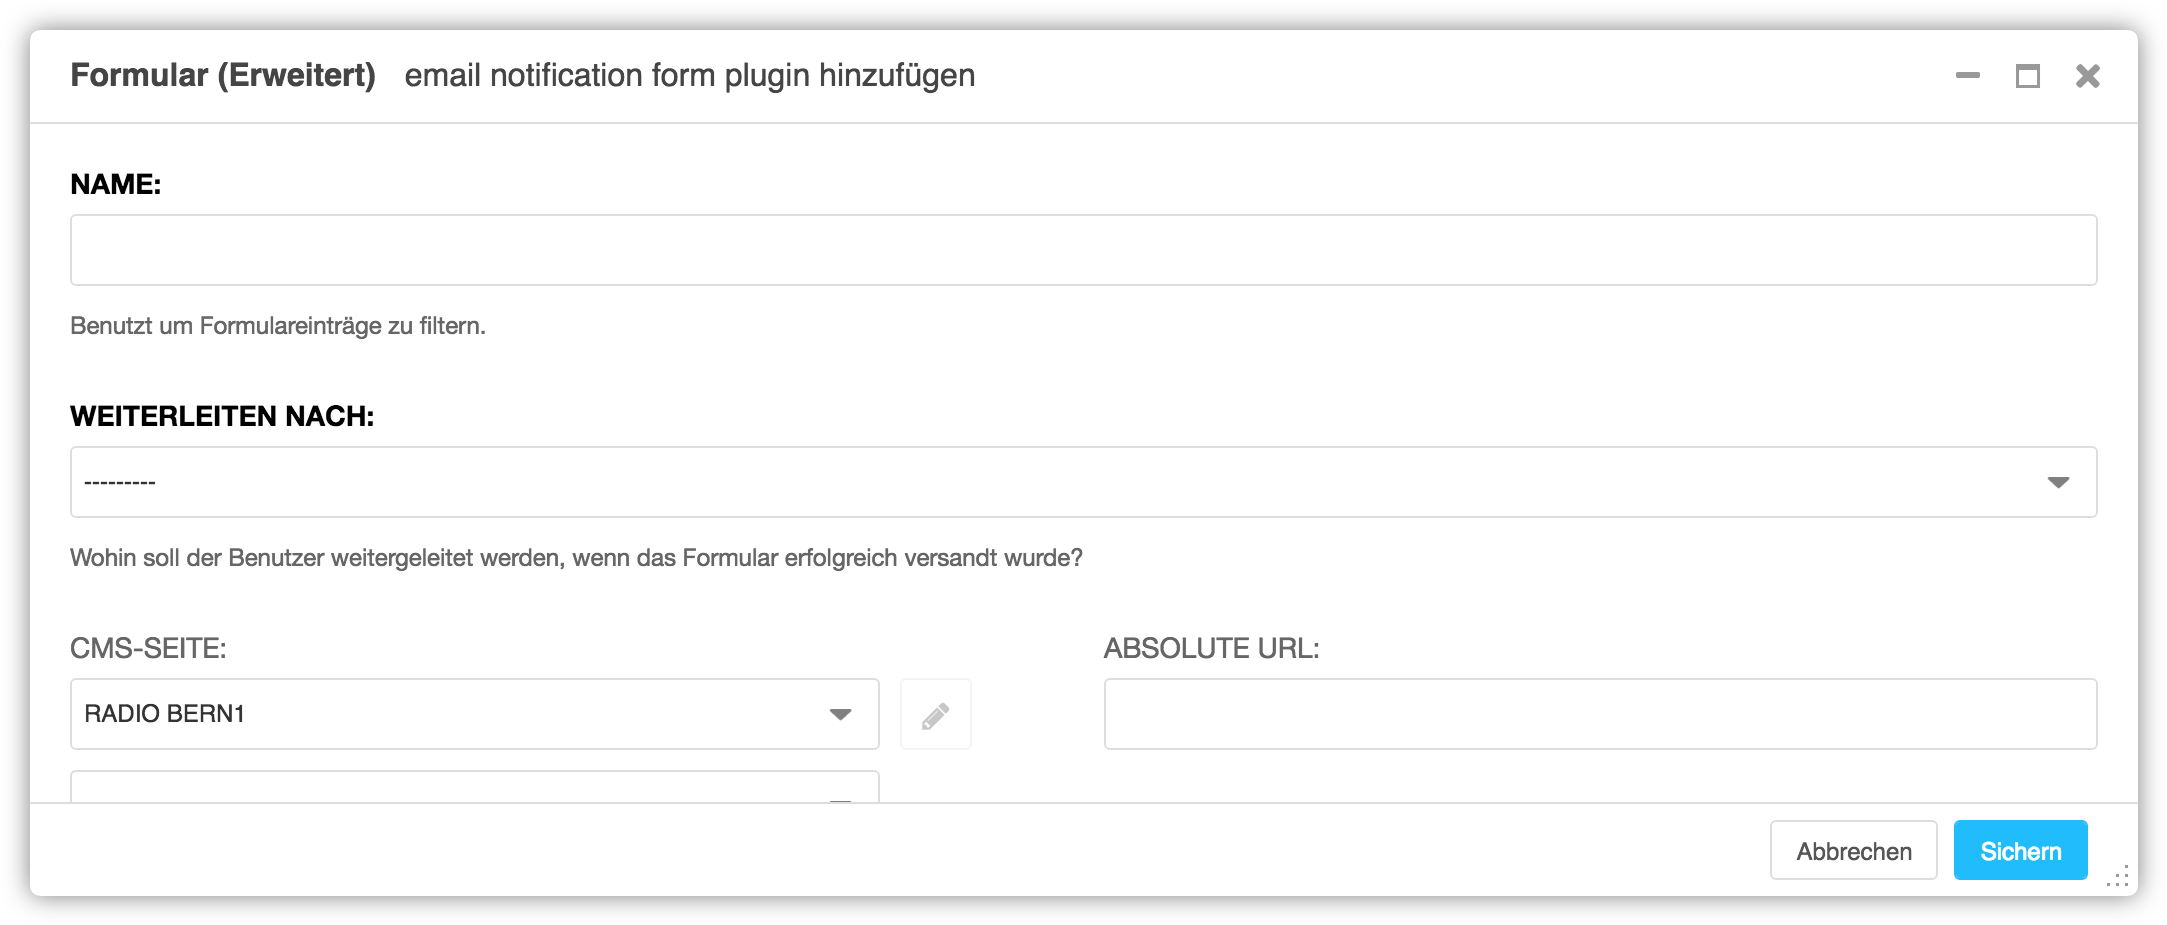 Formular (Erweitert) email notification form plugin hinzufügen
NAME:
Benutzt um Formulareinträge zu filtern.
WEITERLEITEN NACH:
---------
Wohin soll der Benutzer weitergeleitet werden, wenn das Formular erfolgreich versandt wurde?
CMS-SEITE:
ABSOLUTE URL:
RADIO BERN1
Abbrechen
Sichern